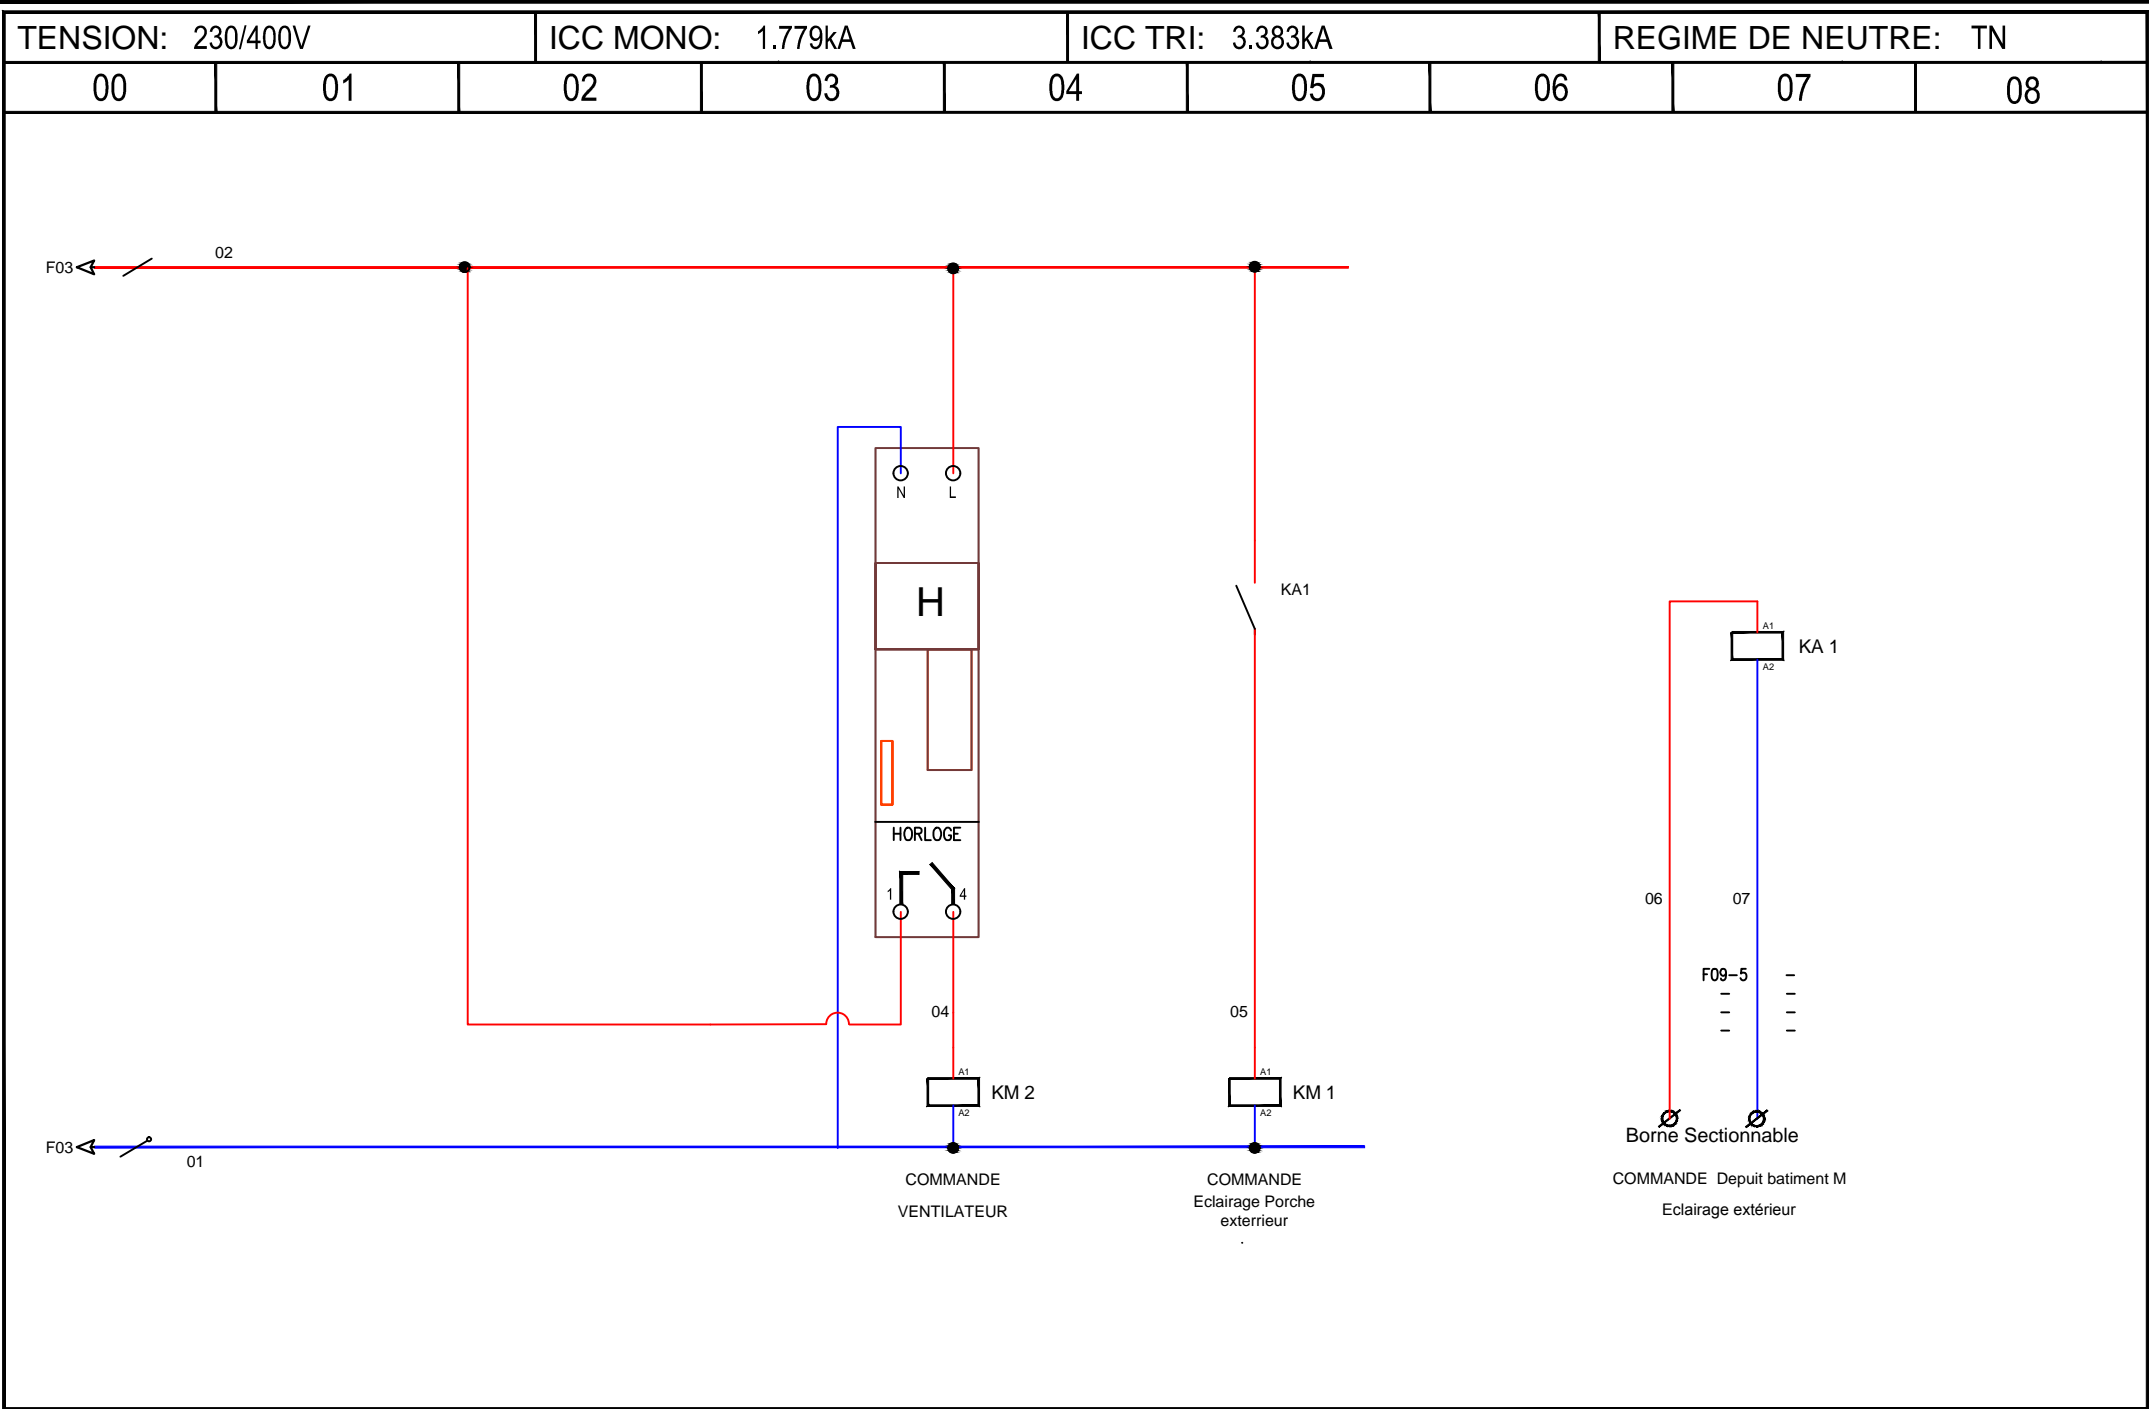 TENSION: 230/400V ICC MONO: 1.779kA ICC TRI: 3.383kA REGIME DE NEUTRE: TN
00 01 02 03 04 05 06 07 08
02
F03
N L
H
KA1
A1
KA 1
A2
HORLOGE
1 4
06 07
F09-5
04 05
A1 A1
KM 2 KM 1
A2 A2
Borne Sectionnable
F03
01
COMMANDE
VENTILATEUR
COMMANDE
Eclairage Porche
exterrieur
.
COMMANDE Depuit batiment M
Eclairage extérieur